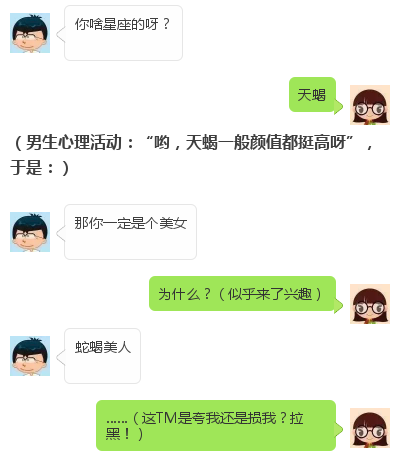 你啥星座的呀？
天蝎
（男生心理活动：“哟，天蝎一般颜值都挺高呀”，
于是：）
那你一定是个美女
为什么？（似乎来了兴趣）
蛇蝎美人
……（这TM是夸我还是损我？拉
黑！）